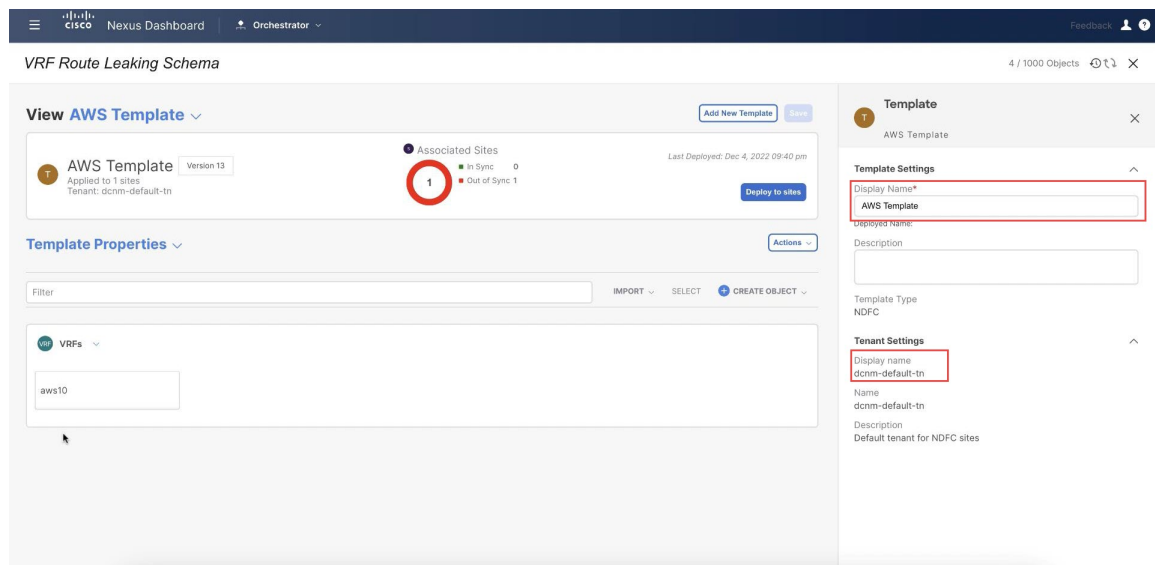 cisco Nexus Dashboard Orchestrator Feedback
VRF Route Leaking Schema 4 / 1000 Objects
View AWS Template Add New Template Save
T AWS Template Version 13
Applied to 1 sites
Tenant: dcnm-default-tn
Associated Sites
1
In Sync 0
Out of Sync 1
Last Deployed: Dec 4, 2022 09:40 pm
Deploy to sites
Template Properties Actions
Filter IMPORT SELECT CREATE OBJECT
VRF VRFs
aws10
T Template
AWS Template
Template Settings
Display Name*
AWS Template
Deployed Name:
Description
Template Type
NDFC
Tenant Settings
Display name
dcnm-default-tn
Name
dcnm-default-tn
Description
Default tenant for NDFC sites